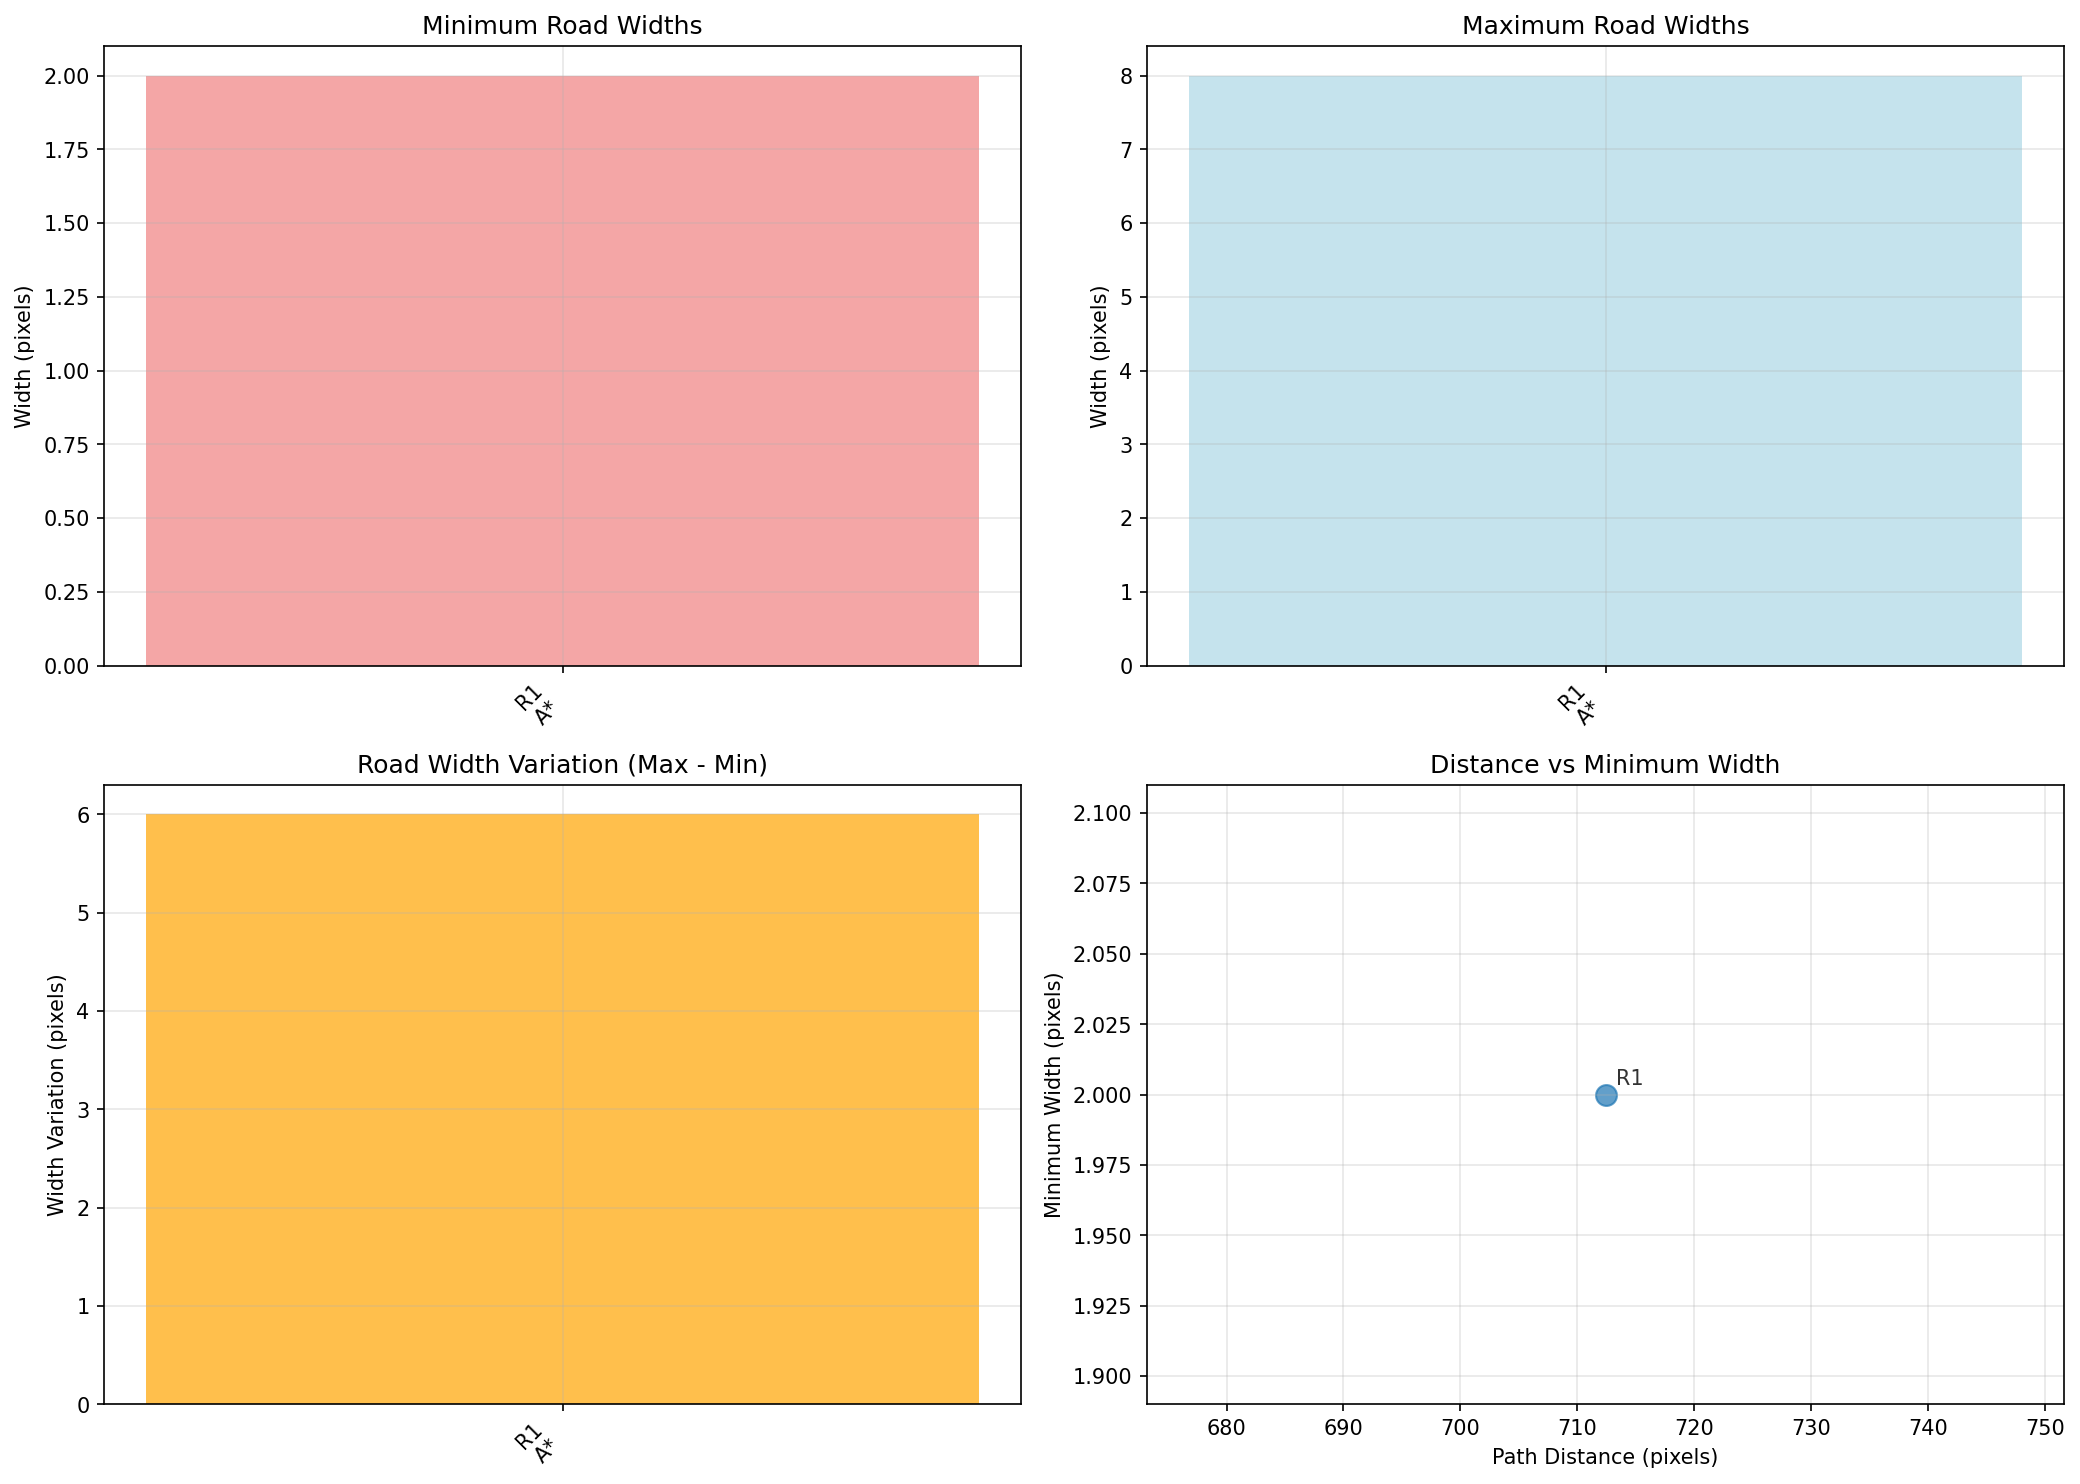 Minimum Road Widths
Width (pixels)
2.00
1.75
1.50
1.25
1.00
0.75
0.50
0.25
0.00
R1
A*
Maximum Road Widths
Width (pixels)
8
7
6
5
4
3
2
1
0
R1
A*
Road Width Variation (Max - Min)
Width Variation (pixels)
6
5
4
3
2
1
0
R1
A*
Distance vs Minimum Width
Minimum Width (pixels)
2.100
2.075
2.050
2.025
2.000
1.975
1.950
1.925
1.900
R1
680 690 700 710 720 730 740 750
Path Distance (pixels)